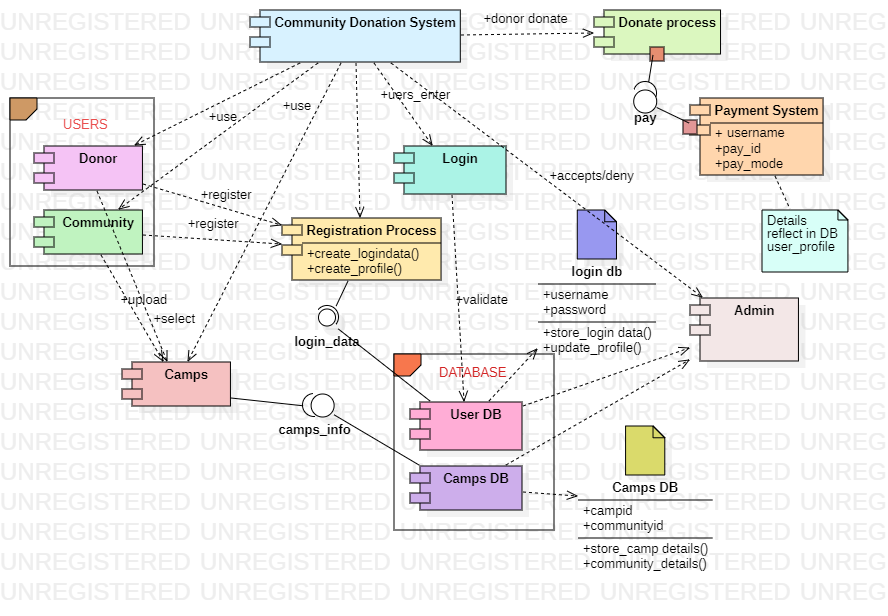 Community Donation System
+donor donate
Donate process
pay
Payment System
+ username
+pay_id
+pay_mode
Details
reflect in DB
user_profile
USERS
Donor
Community
+use
+use
+uers_enter
Login
+accepts/deny
+register
+register
Registration Process
+create_logindata()
+create_profile()
login db
+username
+password
+store_login data()
+update_profile()
Admin
+upload
+select
+validate
login_data
Camps
camps_info
DATABASE
User DB
Camps DB
Camps DB
+campid
+communityid
+store_camp details()
+community_details()
UNREGISTERED UNREGISTERED UNREGISTERED UNREGISTERED UNREG